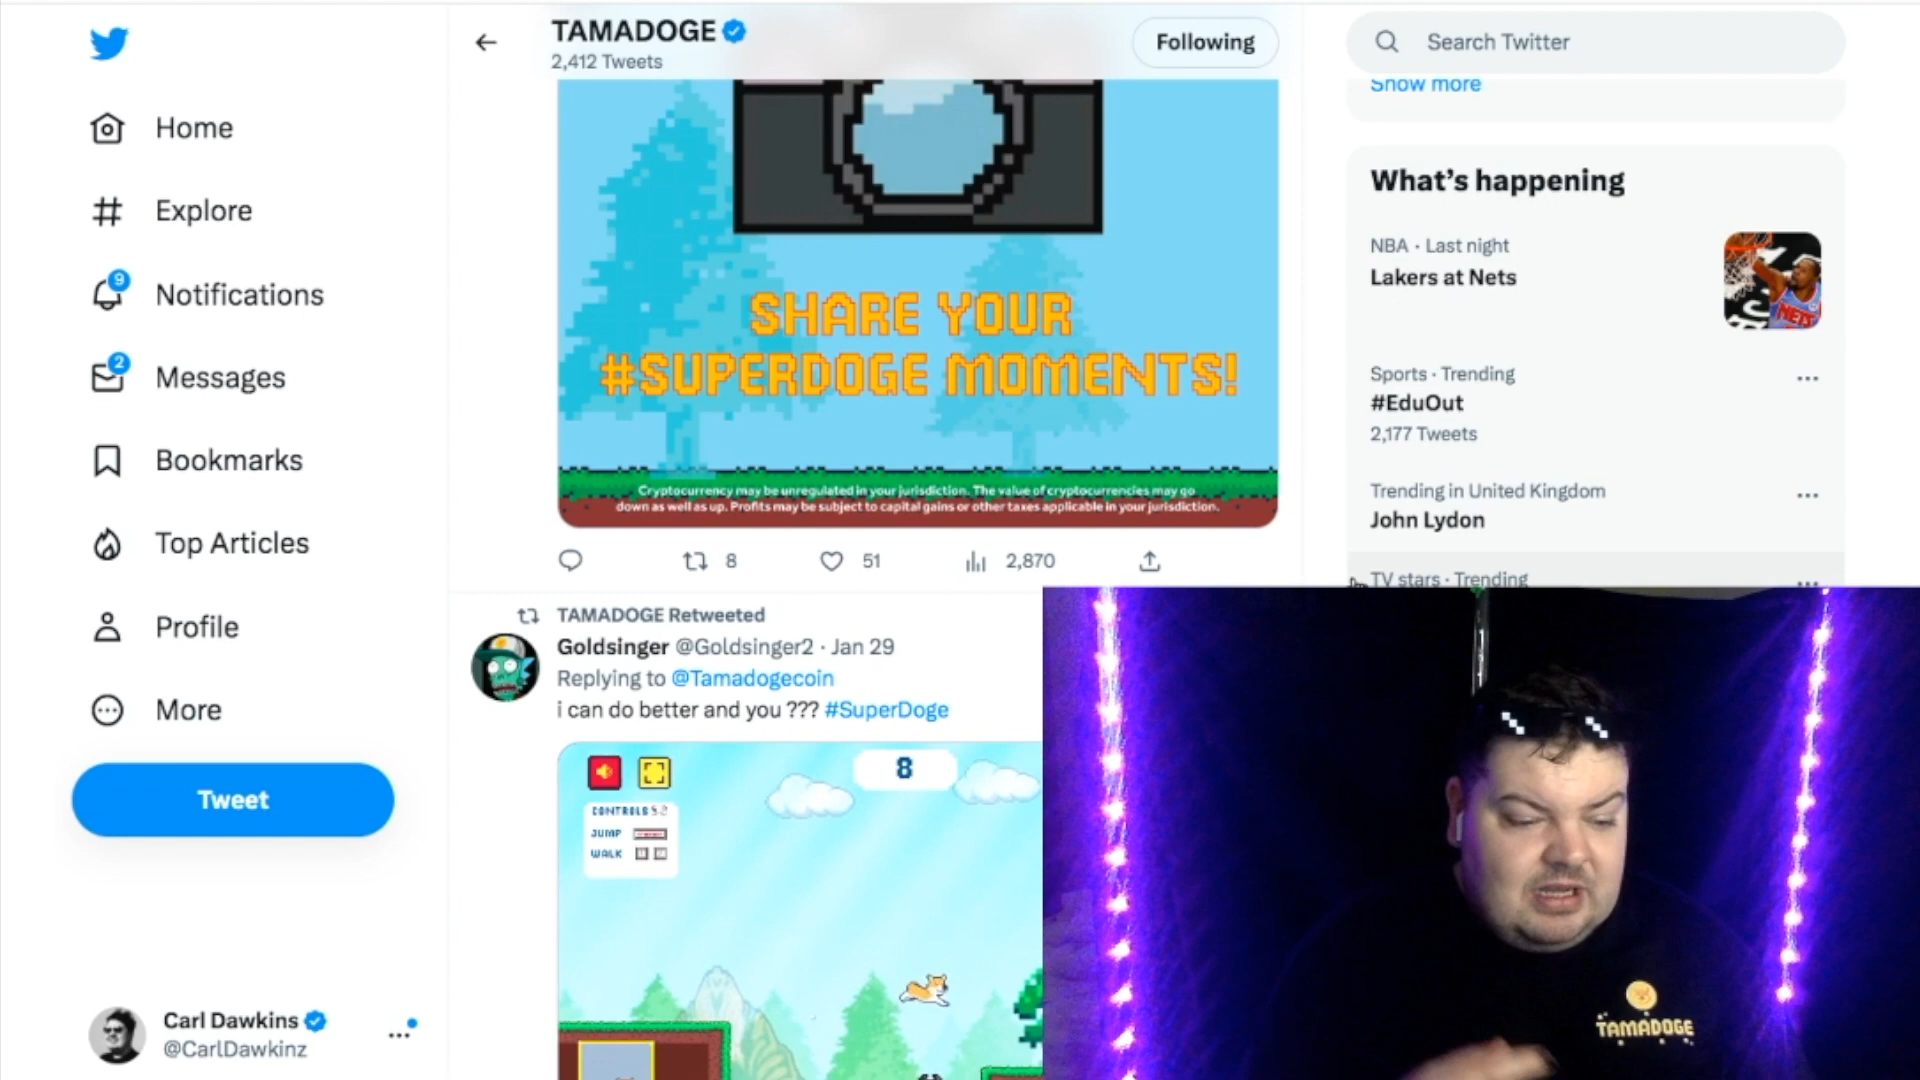 Home
Explore
9
Notifications
2
Messages
Bookmarks
Top Articles
Profile
More
Tweet
Carl Dawkins
@CarlDawkinz
...
TAMADOGE
2,412 Tweets
Following
SHARE YOUR
#SUPERDOGE MOMENTS!
Cryptocurrency may be unregulated in your jurisdiction. The value of cryptocurrencies may go
down as well as up. Profits may be subject to capital gains or other taxes applicable in your jurisdiction.
8 51 2,870
TAMADOGE Retweeted
Goldsinger @Goldsinger2 · Jan 29
Replying to @Tamadogecoin
i can do better and you ??? #SuperDoge
8
CONTROLS
JUMP
WALK
Search Twitter
Show more
What's happening
NBA · Last night
Lakers at Nets
Sports · Trending
#EduOut
2,177 Tweets
Trending in United Kingdom
John Lydon
TV stars · Trending
NETS
TAMADOGE